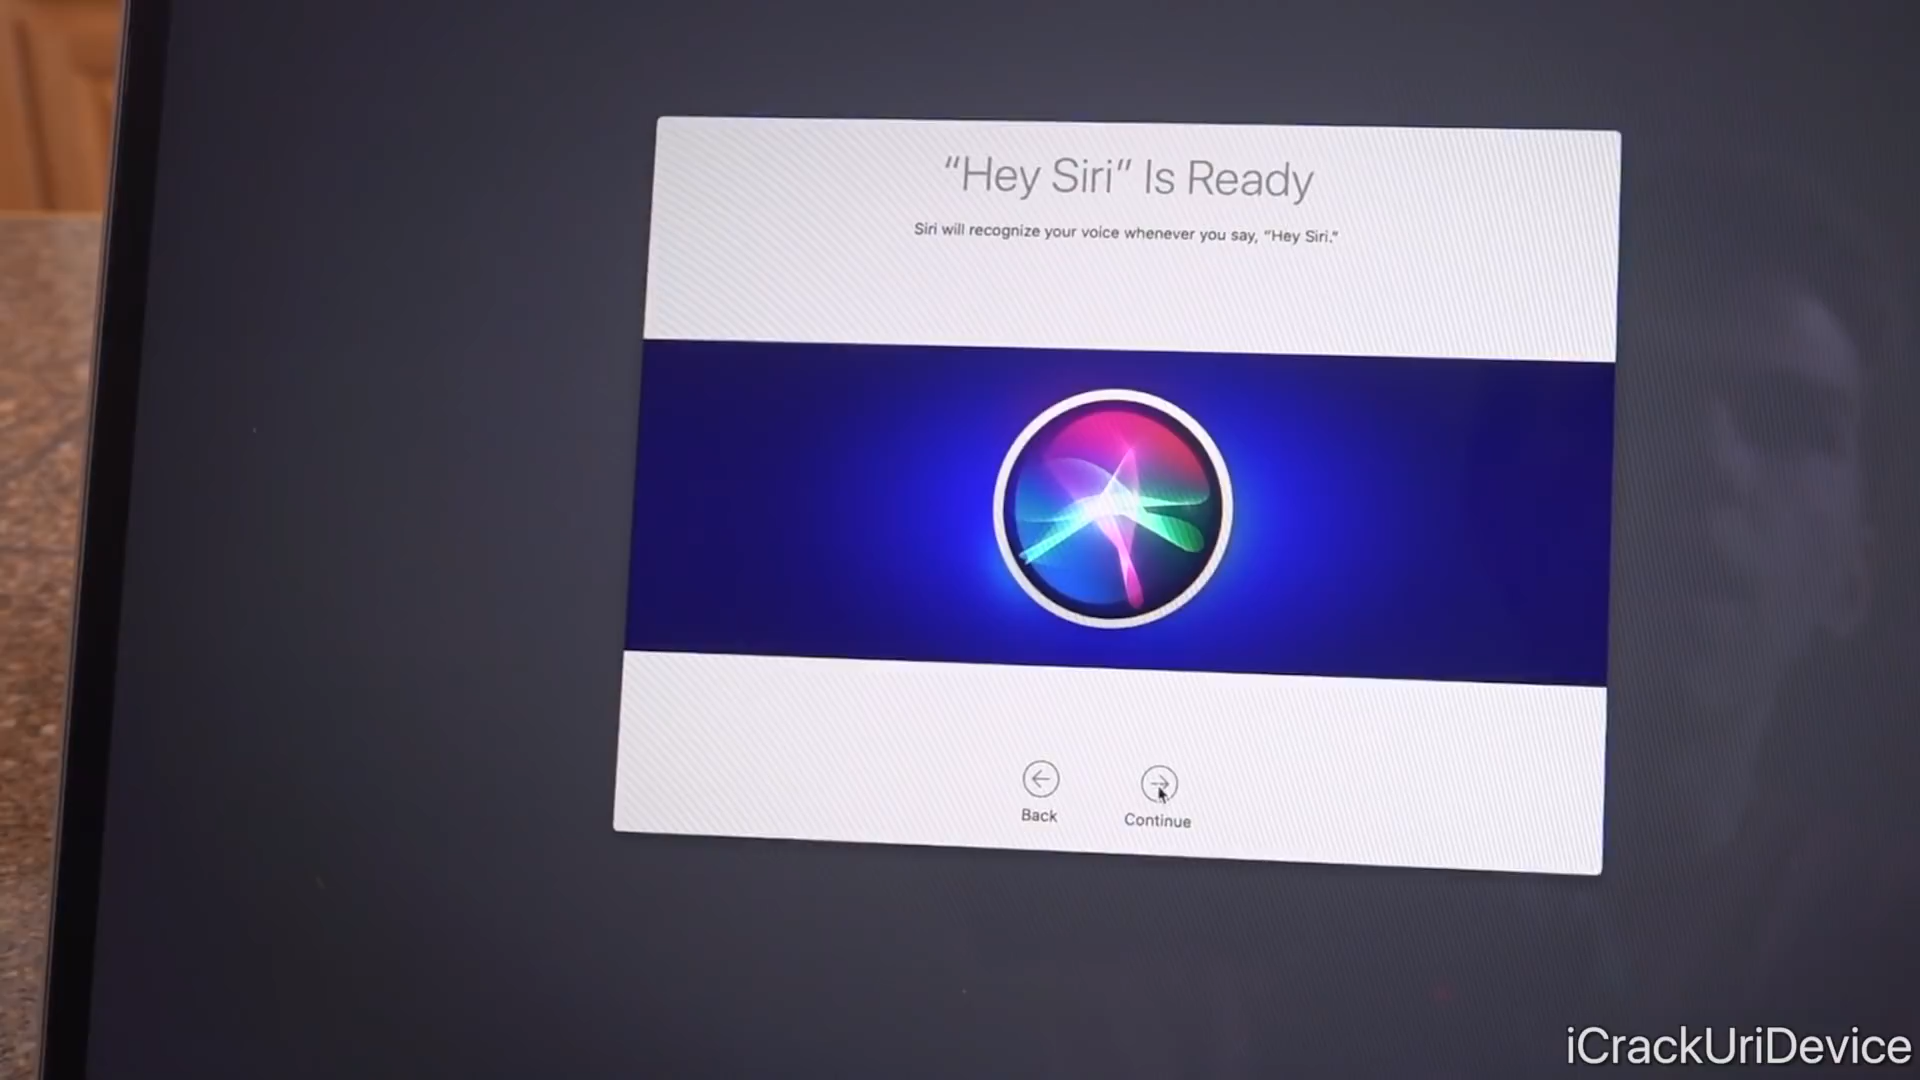 “Hey Siri” Is Ready
Siri will recognize your voice whenever you say, “Hey Siri.”
Back
Continue
iCrackUriDevice